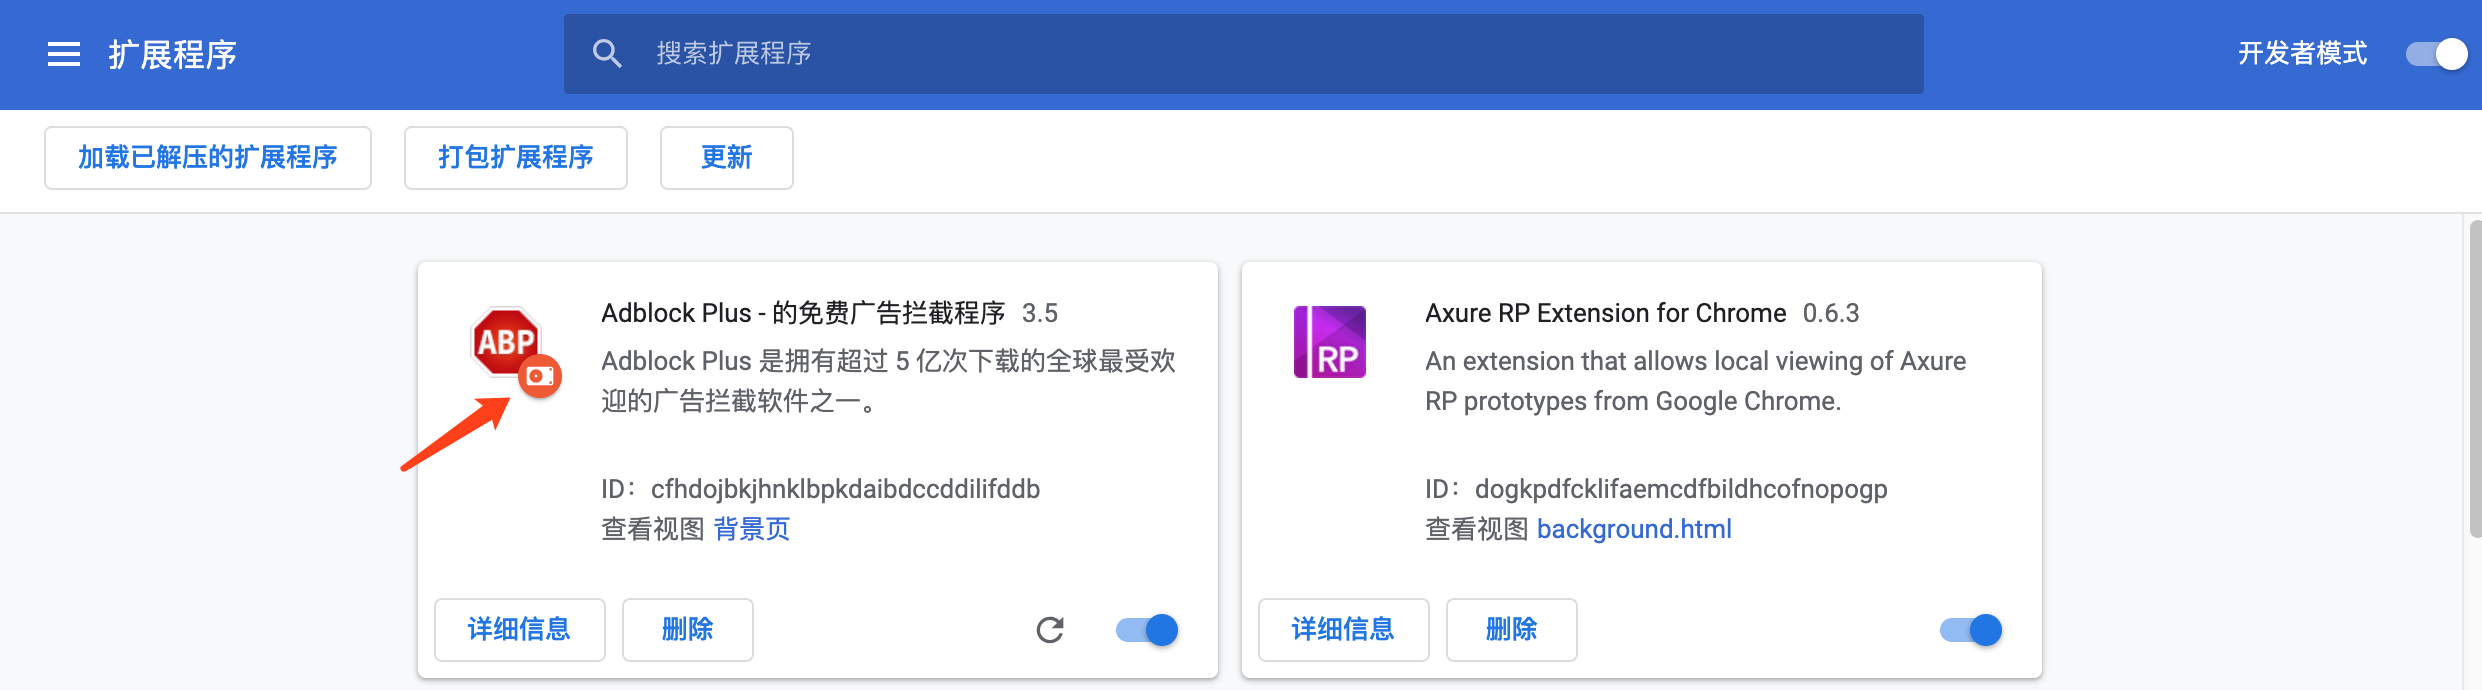 扩展程序
搜索扩展程序
开发者模式
加载已解压的扩展程序
打包扩展程序
更新
ABP
Adblock Plus - 的免费广告拦截程序 3.5
Adblock Plus 是拥有超过 5 亿次下载的全球最受欢
迎的广告拦截软件之一。
ID：cfhdojbkjhnklbpkdaibdccddilifddb
查看视图 背景页
详细信息
删除
RP
Axure RP Extension for Chrome 0.6.3
An extension that allows local viewing of Axure
RP prototypes from Google Chrome.
ID：dogkpdfcklifaemcdfbildhcofnopogp
查看视图 background.html
详细信息
删除